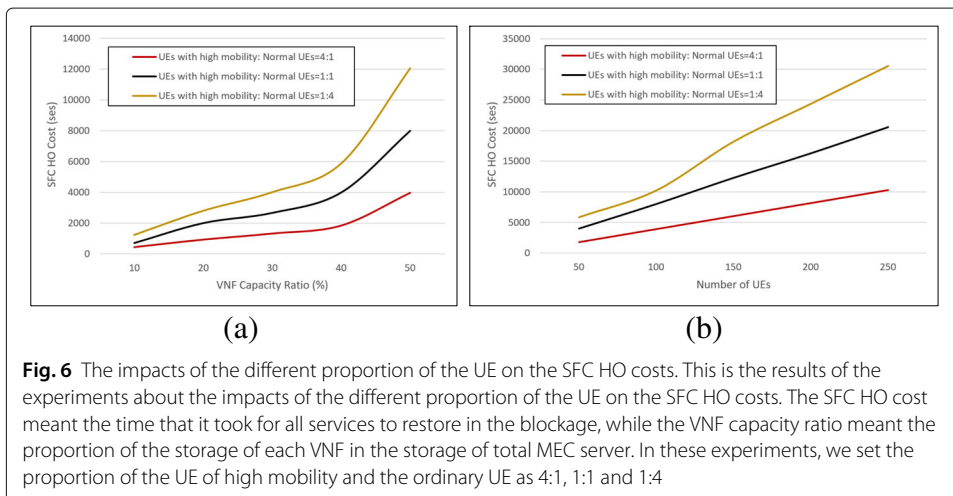 14000
12000
10000
8000
6000
4000
2000
0
SFC HO Cost (ses)
UEs with high mobility: Normal UEs=4:1
UEs with high mobility: Normal UEs=1:1
UEs with high mobility: Normal UEs=1:4
10 20 30 40 50
VNF Capacity Ratio (%)
(a)
35000
30000
25000
20000
15000
10000
5000
0
SFC HO Cost (ses)
UEs with high mobility: Normal UEs=4:1
UEs with high mobility: Normal UEs=1:1
UEs with high mobility: Normal UEs=1:4
50 100 150 200 250
Number of UEs
(b)
Fig. 6 The impacts of the different proportion of the UE on the SFC HO costs. This is the results of the
experiments about the impacts of the different proportion of the UE on the SFC HO costs. The SFC HO cost
meant the time that it took for all services to restore in the blockage, while the VNF capacity ratio meant the
proportion of the storage of each VNF in the storage of total MEC server. In these experiments, we set the
proportion of the UE of high mobility and the ordinary UE as 4:1, 1:1 and 1:4